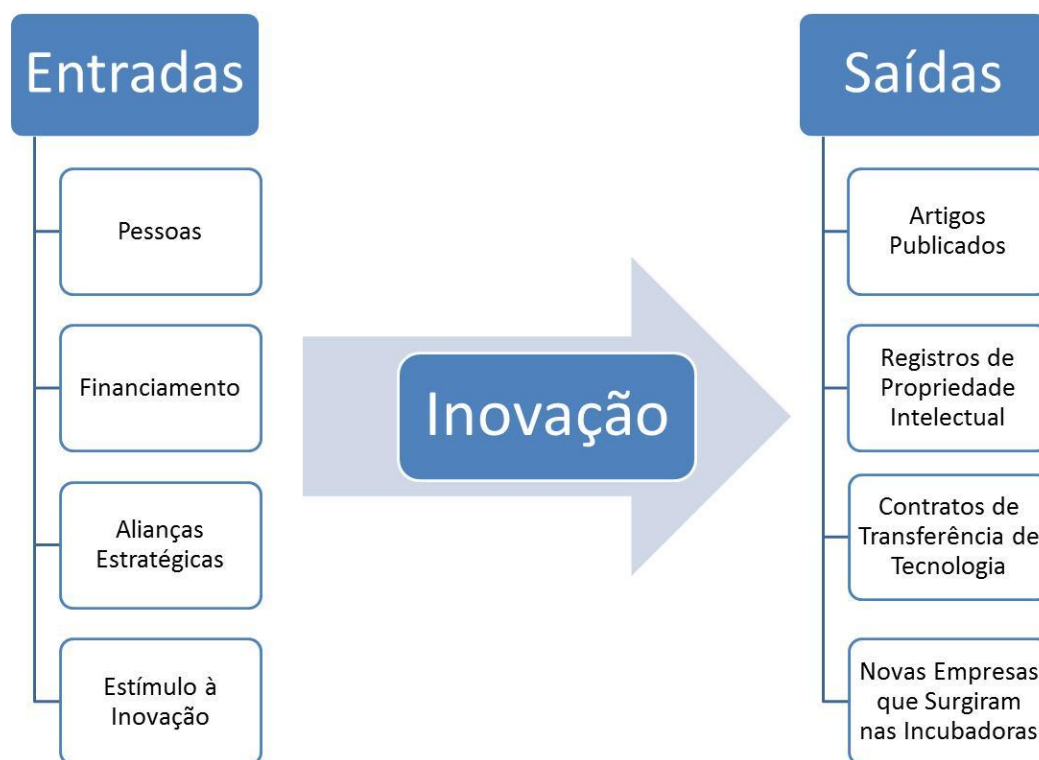 Entradas
Pessoas
Financiamento
Alianças
Estratégicas
Estímulo à
Inovação
Inovação
Saídas
Artigos
Publicados
Registros de
Propriedade
Intelectual
Contratos de
Transferência de
Tecnologia
Novas Empresas
que Surgiram
nas Incubadoras